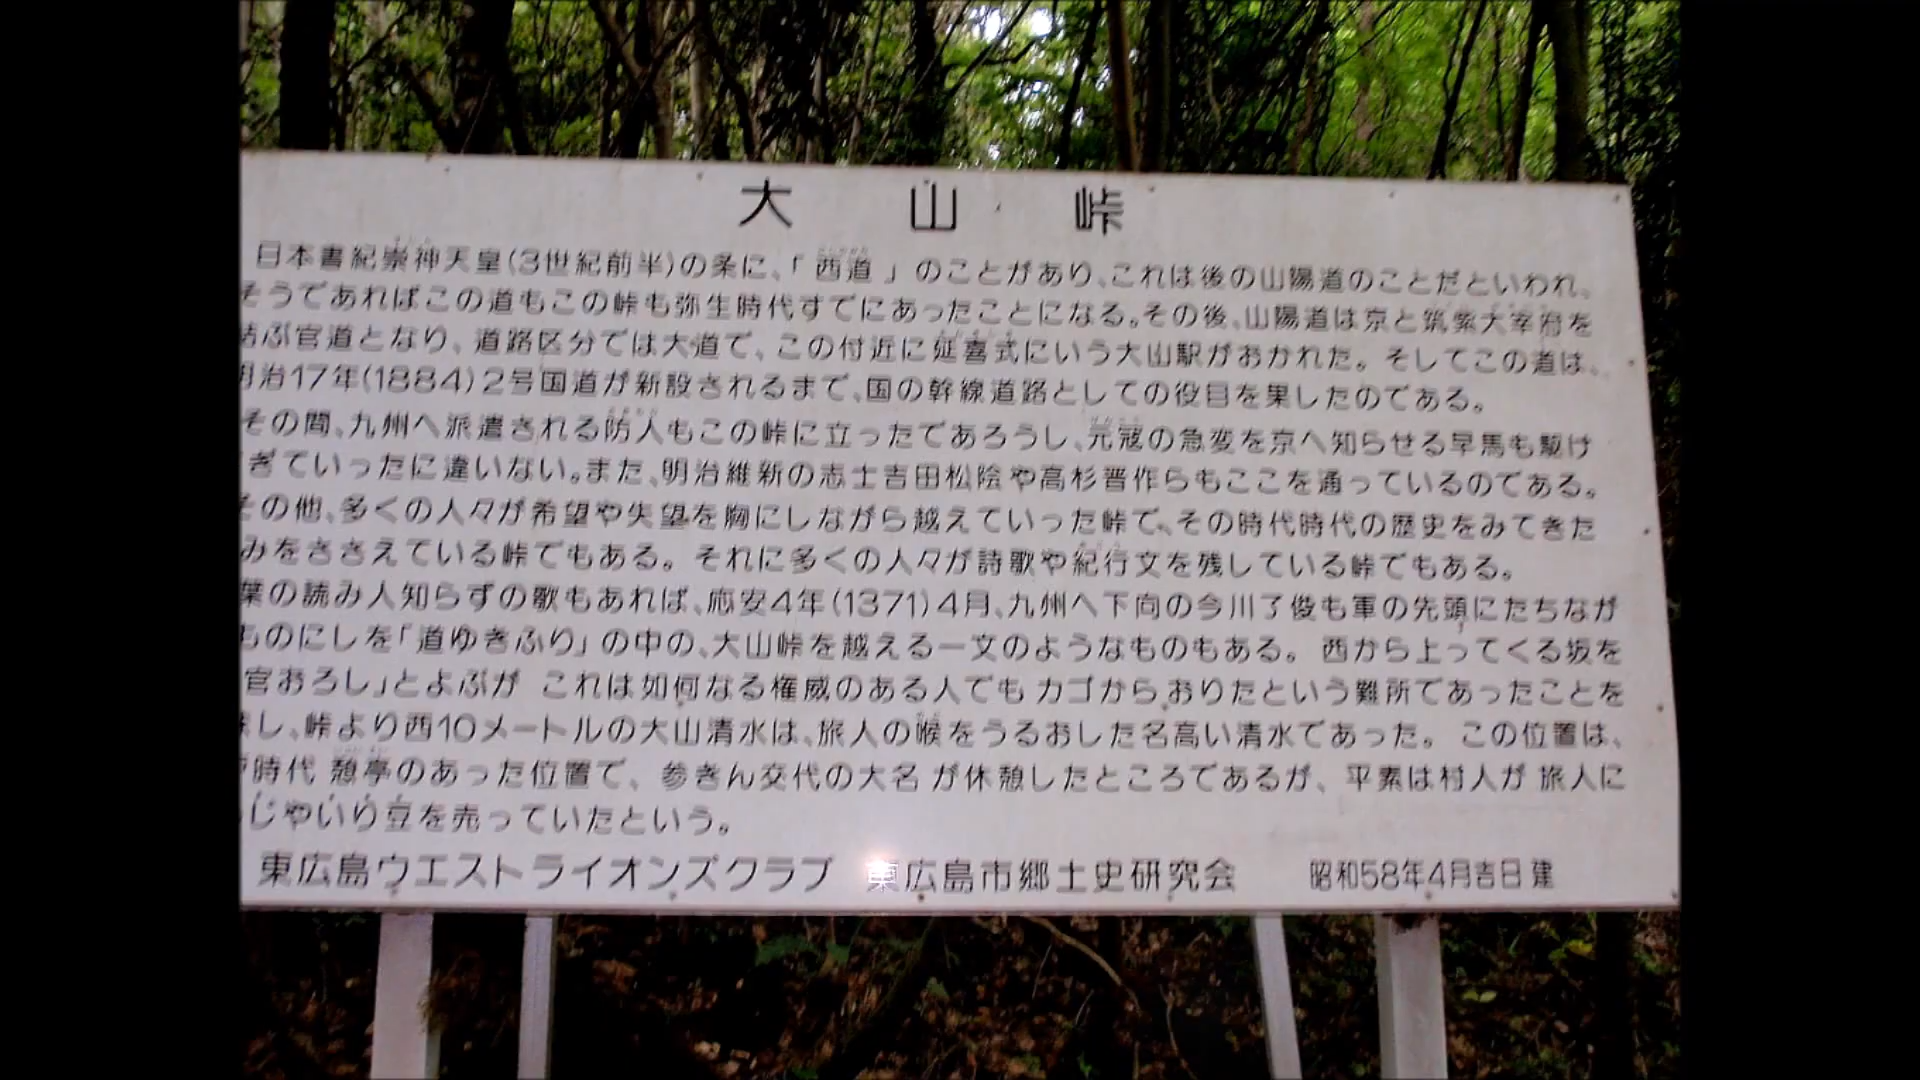 大山峠
日本書紀崇神天皇(3世紀前半)の条に、「西道」のことがあり、これは後の山陽道のことだといわれ、
そうであればこの道もこの峠も弥生時代すでにあったことになる。その後、山陽道は京と筑紫大宰府を
結ぶ官道となり、道路区分では大道で、この付近に延喜式にいう大山駅がおかれた。そしてこの道は、
明治17年(1884)2号国道が新設されるまで、国の幹線道路としての役目を果したのである。
その間、九州へ派遣される防人もこの峠に立ったであろうし、元寇の急変を京へ知らせる早馬も駆け
ぎていったに違いない。また、明治維新の志士吉田松陰や高杉晋作らもここを通っているのである。
その他、多くの人々が希望や失望を胸にしながら越えていった峠で、その時代時代の歴史をみてきた
みをささえている峠でもある。それに多くの人々が詩歌や紀行文を残している峠でもある。
葉の読み人知らずの歌もあれば、応安4年(1371)4月、九州へ下向の今川了俊も軍の先頭にたちなが
ものにしを「道ゆきふり」の中の、大山峠を越える一文のようなものもある。西から上ってくる坂を
官おろし」とよぶが これは如何なる権威のある人でもカゴからおりたという難所であったことを
し、峠より西10メートルの大山清水は、旅人の喉をうるおした名高い清水であった。この位置は、
時代 憩亭のあった位置で、参きん交代の大名が休憩したところであるが、平素は村人が旅人に
じやいり豆を売っていたという。
東広島ウエストライオンズクラブ 東広島市郷土史研究会 昭和58年4月吉日建